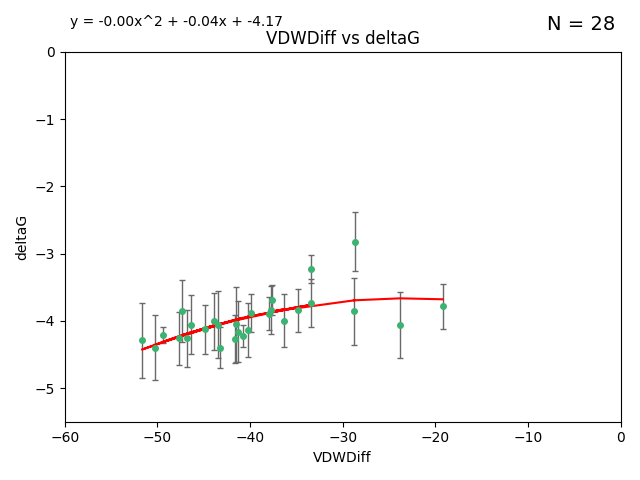 y = -0.00x^2 + -0.04x + -4.17
N = 28
VDWDiff vs deltaG
0
−1
−2
−3
−4
−5
deltaG
−60 −50 −40 −30 −20 −10 0
VDWDiff